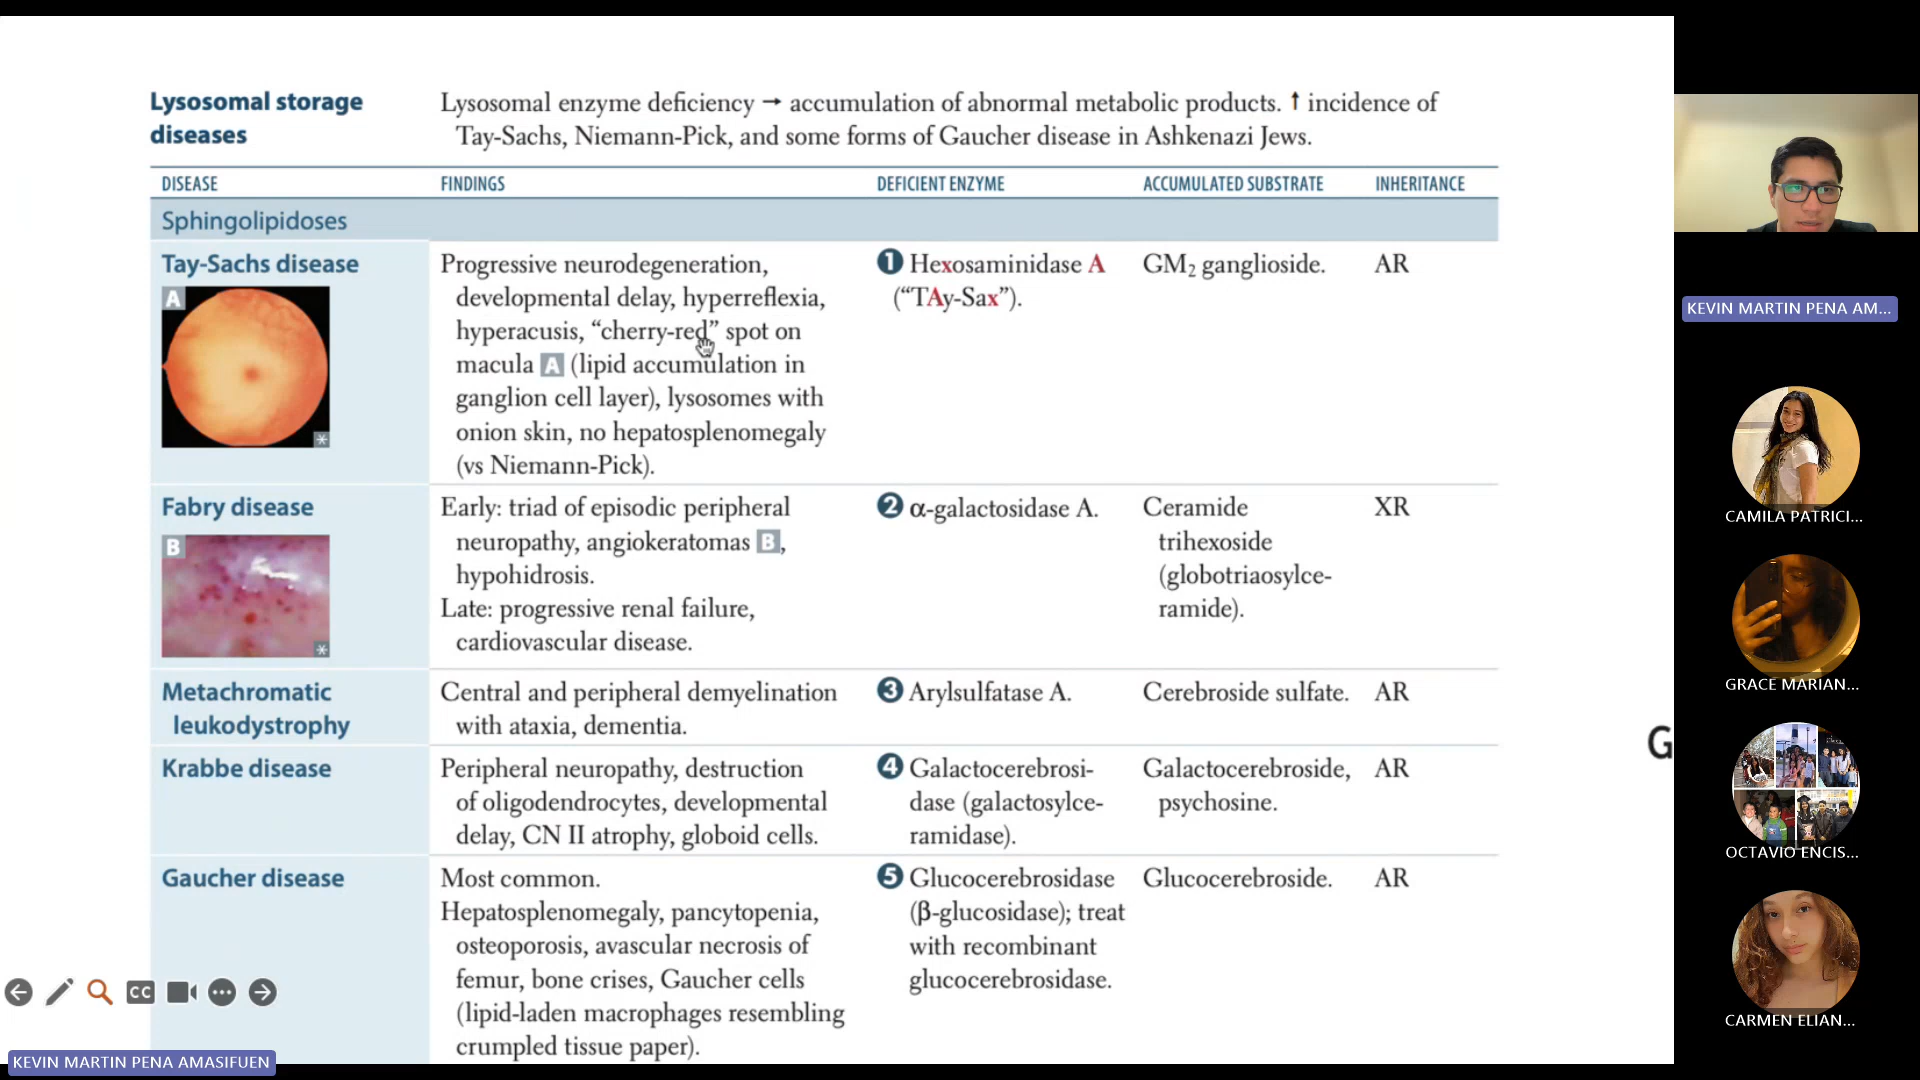 Lysosomal storage
diseases
Lysosomal enzyme deficiency → accumulation of abnormal metabolic products. ↑ incidence of
Tay-Sachs, Niemann-Pick, and some forms of Gaucher disease in Ashkenazi Jews.
DISEASE FINDINGS DEFICIENT ENZYME ACCUMULATED SUBSTRATE INHERITANCE
Sphingolipidoses
Tay-Sachs disease
A
Progressive neurodegeneration,
developmental delay, hyperreflexia,
hyperacusis, “cherry-red” spot on
macula A (lipid accumulation in
ganglion cell layer), lysosomes with
onion skin, no hepatosplenomegaly
(vs Niemann-Pick).
❶ Hexosaminidase A
(“TAy-Sax”).
GM₂ ganglioside.
AR
Fabry disease
B
Early: triad of episodic peripheral
neuropathy, angiokeratomas B,
hypohidrosis.
Late: progressive renal failure,
cardiovascular disease.
❷ α-galactosidase A.
Ceramide
trihexoside
(globotriaosylce-
ramide).
XR
Metachromatic
leukodystrophy
Central and peripheral demyelination
with ataxia, dementia.
❸ Arylsulfatase A.
Cerebroside sulfate.
AR
Krabbe disease
Peripheral neuropathy, destruction
of oligodendrocytes, developmental
delay, CN II atrophy, globoid cells.
❹ Galactocerebrosi-
dase (galactosylce-
ramidase).
Galactocerebroside,
psychosine.
AR
Gaucher disease
Most common.
Hepatosplenomegaly, pancytopenia,
osteoporosis, avascular necrosis of
femur, bone crises, Gaucher cells
(lipid-laden macrophages resembling
crumpled tissue paper).
❺ Glucocerebrosidase
(β-glucosidase); treat
with recombinant
glucocerebrosidase.
Glucocerebroside.
AR
G
CC
KEVIN MARTIN PENA AMASIFUEN
KEVIN MARTIN PENA AM...
CAMILA PATRICI...
GRACE MARIAN...
OCTAVIO ENCIS...
CARMEN ELIAN...